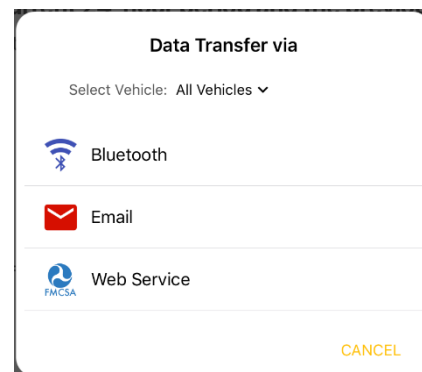 Data Transfer via
Select Vehicle: All Vehicles
Bluetooth
Email
FMCSA
Web Service
CANCEL